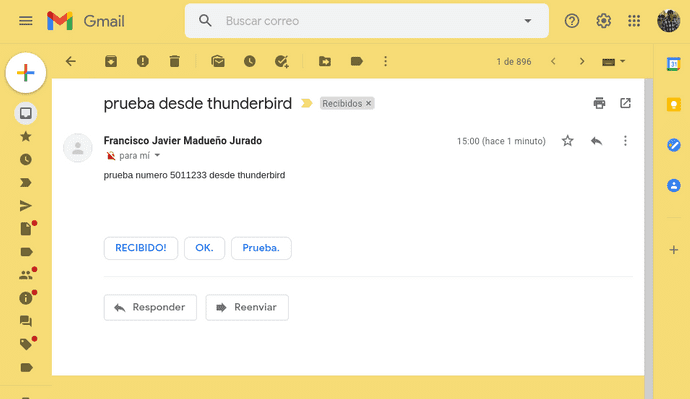 Gmail
Buscar correo
1 de 896
prueba desde thunderbird
Recibidos ×
Francisco Javier Madueño Jurado
15:00 (hace 1 minuto)
para mí
prueba numero 5011233 desde thunderbird
RECIBIDO!
OK.
Prueba.
Responder
Reenviar
31